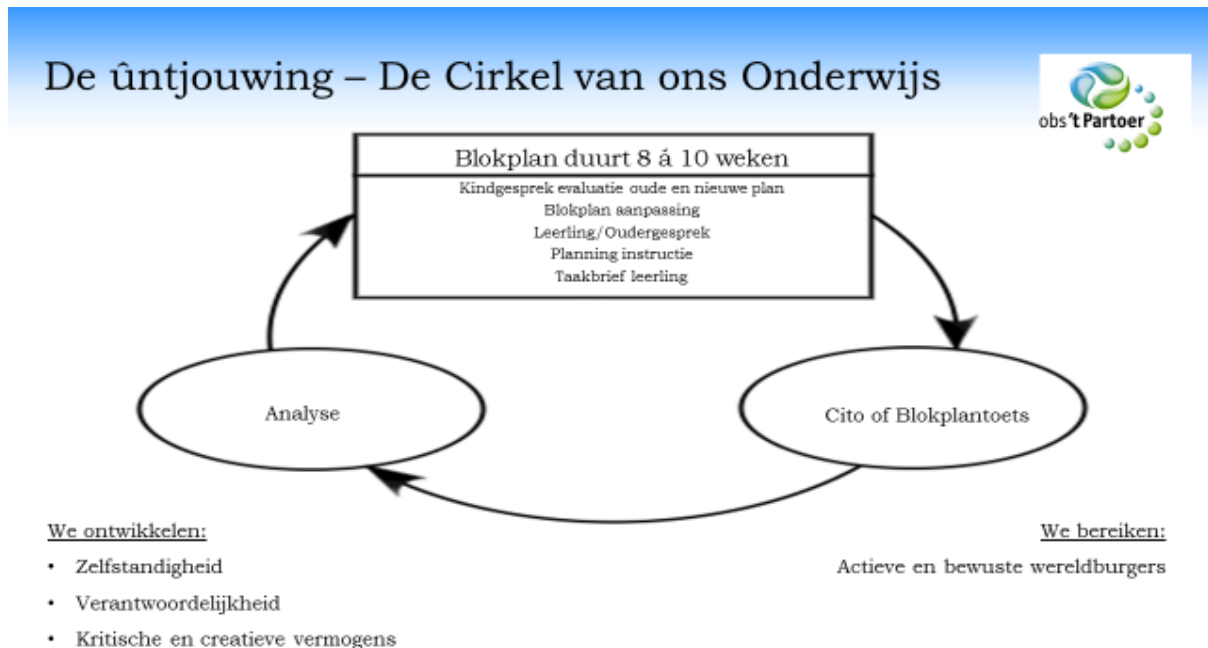 De ûntjouwing – De Cirkel van ons Onderwijs
obs 't Partoer
Blokplan duurt 8 á 10 weken
Kindgesprek evaluatie oude en nieuwe plan
Blokplan aanpassing
Leerling/Oudergesprek
Planning instructie
Taakbrief leerling
Analyse
Cito of Blokplantoets
We ontwikkelen:
• Zelfstandigheid
• Verantwoordelijkheid
• Kritische en creatieve vermogens
We bereiken:
Actieve en bewuste wereldburgers